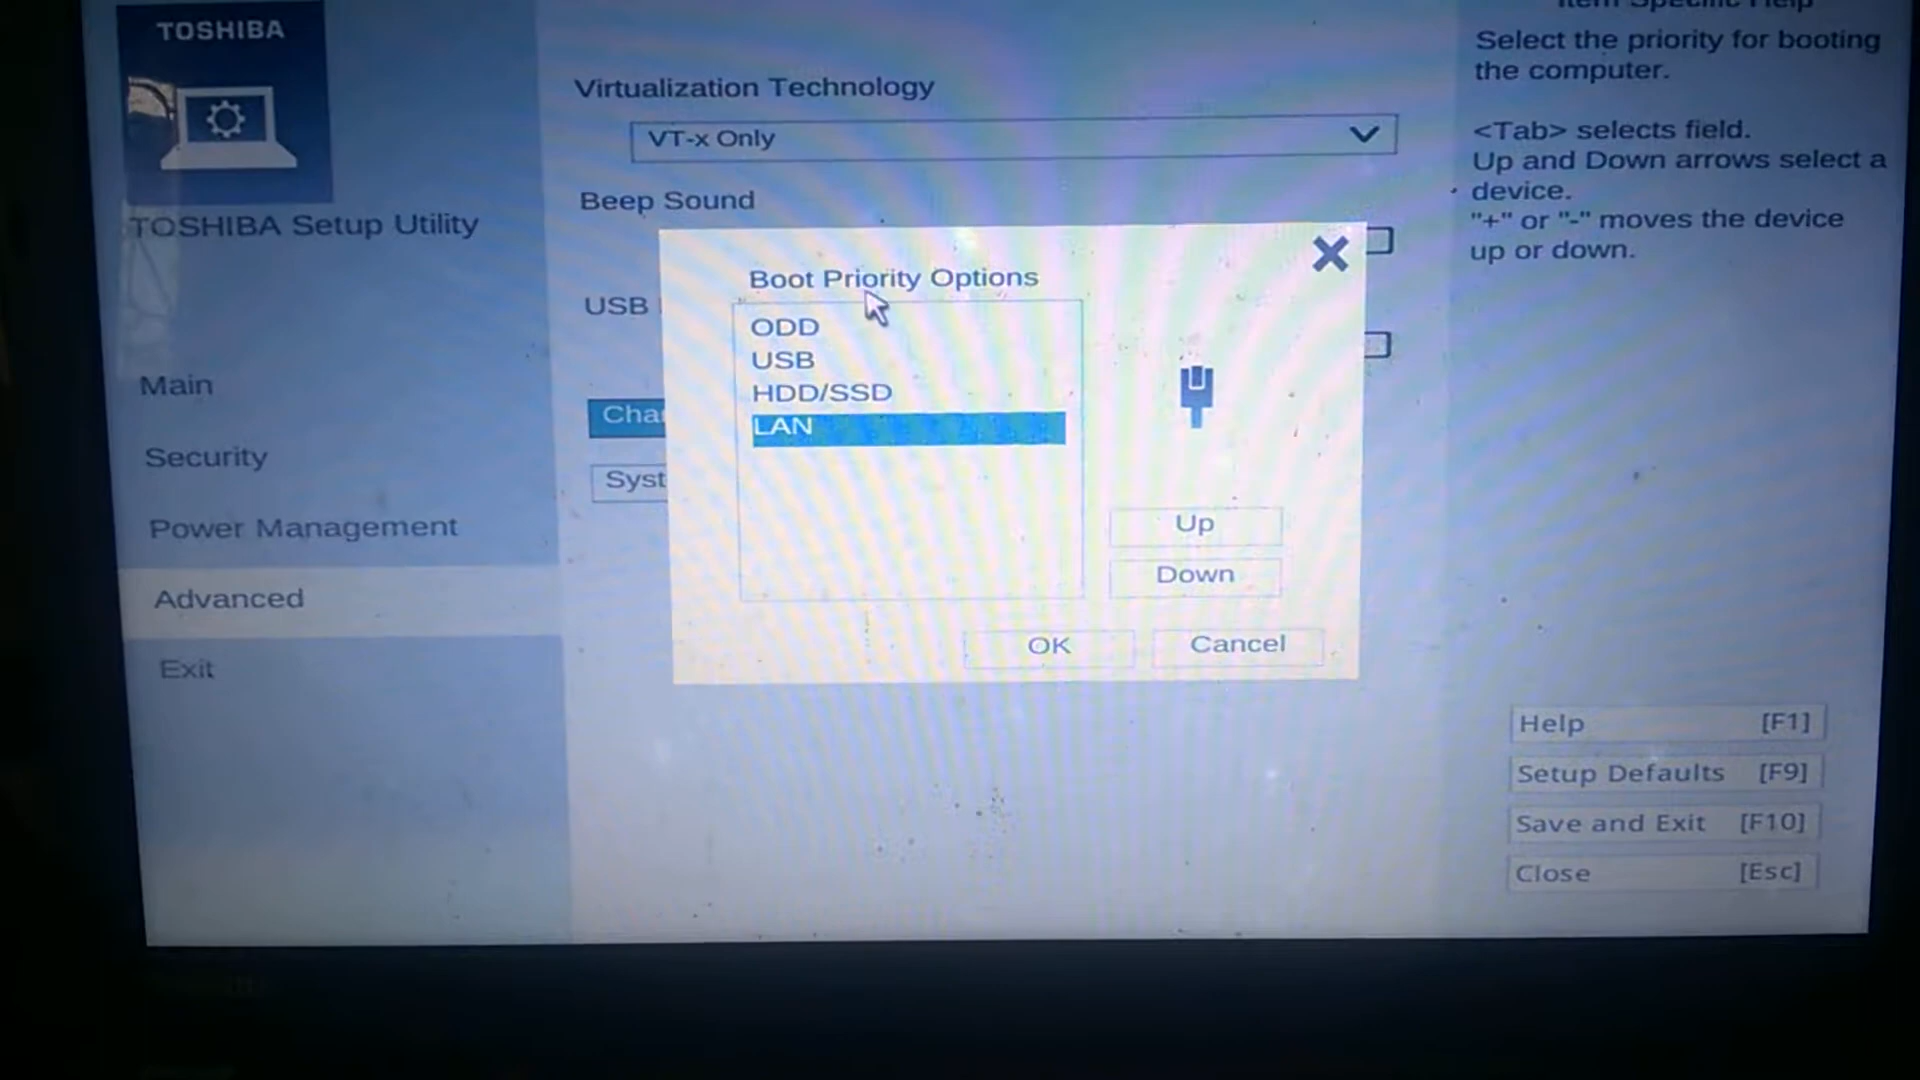 TOSHIBA
TOSHIBA Setup Utility
Main
Security
Power Management
Advanced
Exit
Virtualization Technology
VT-x Only
Beep Sound
USB
Cha
Syst
Boot Priority Options
ODD
USB
HDD/SSD
LAN
Up
Down
OK
Cancel
Item Specific Help
Select the priority for booting
the computer.
<Tab> selects field.
Up and Down arrows select a
device.
"+" or "-" moves the device
up or down.
Help [F1]
Setup Defaults [F9]
Save and Exit [F10]
Close [Esc]